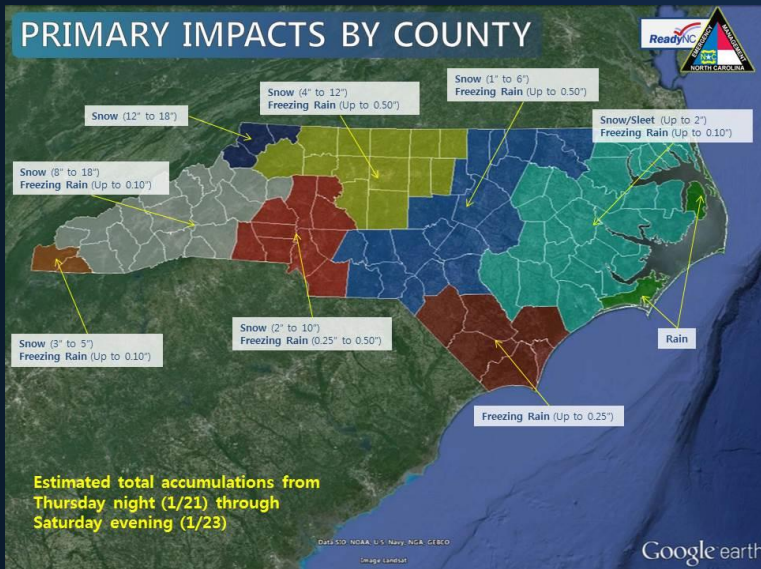 PRIMARY IMPACTS BY COUNTY
ReadyNC
EMERGENCY
MANAGEMENT
NORTH CAROLINA
Snow (1" to 6")
Freezing Rain (Up to 0.50")
Snow (4" to 12")
Freezing Rain (Up to 0.50")
Snow (12" to 18")
Snow/Sleet (Up to 2")
Freezing Rain (Up to 0.10")
Snow (8" to 18")
Freezing Rain (Up to 0.10")
Snow (3" to 5")
Freezing Rain (Up to 0.10")
Snow (2" to 10")
Freezing Rain (0.25" to 0.50")
Rain
Freezing Rain (Up to 0.25")
Estimated total accumulations from
Thursday night (1/21) through
Saturday evening (1/23)
Data SIO, NOAA, U.S. Navy, NGA, GEBCO
Image Landsat
Google earth